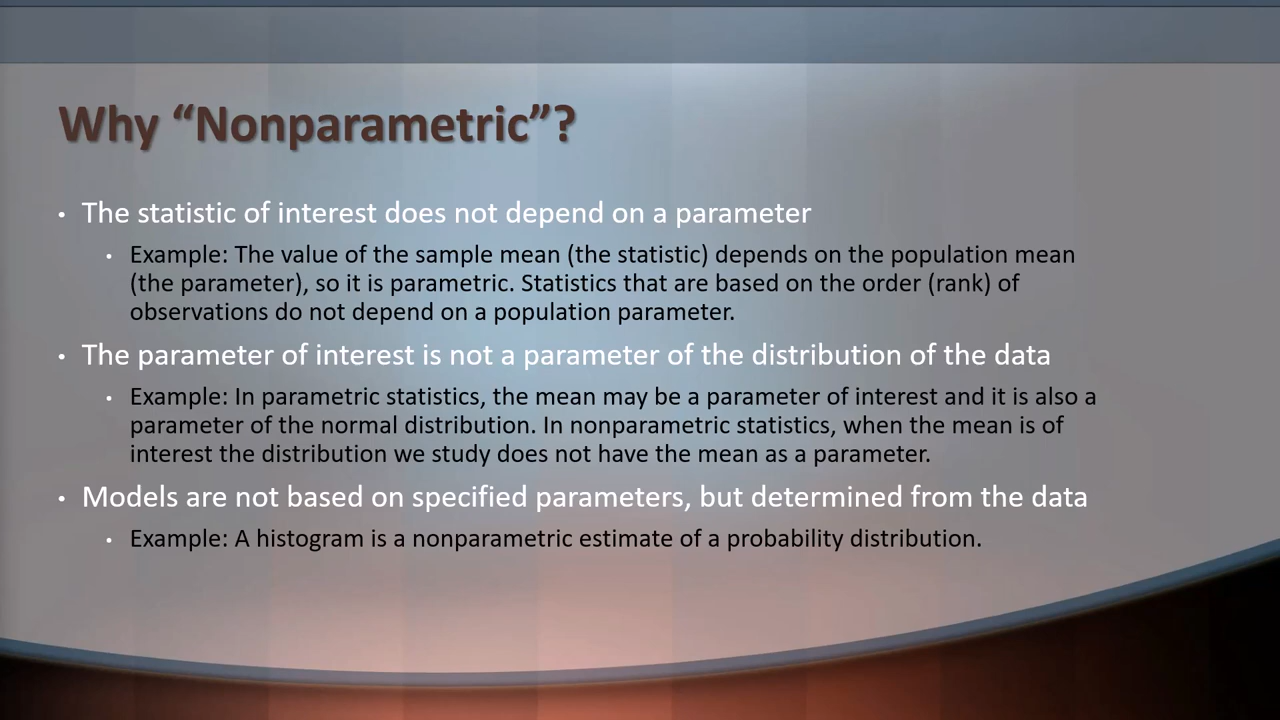 Why “Nonparametric”?
• The statistic of interest does not depend on a parameter
• Example: The value of the sample mean (the statistic) depends on the population mean
(the parameter), so it is parametric. Statistics that are based on the order (rank) of
observations do not depend on a population parameter.
• The parameter of interest is not a parameter of the distribution of the data
• Example: In parametric statistics, the mean may be a parameter of interest and it is also a
parameter of the normal distribution. In nonparametric statistics, when the mean is of
interest the distribution we study does not have the mean as a parameter.
• Models are not based on specified parameters, but determined from the data
• Example: A histogram is a nonparametric estimate of a probability distribution.